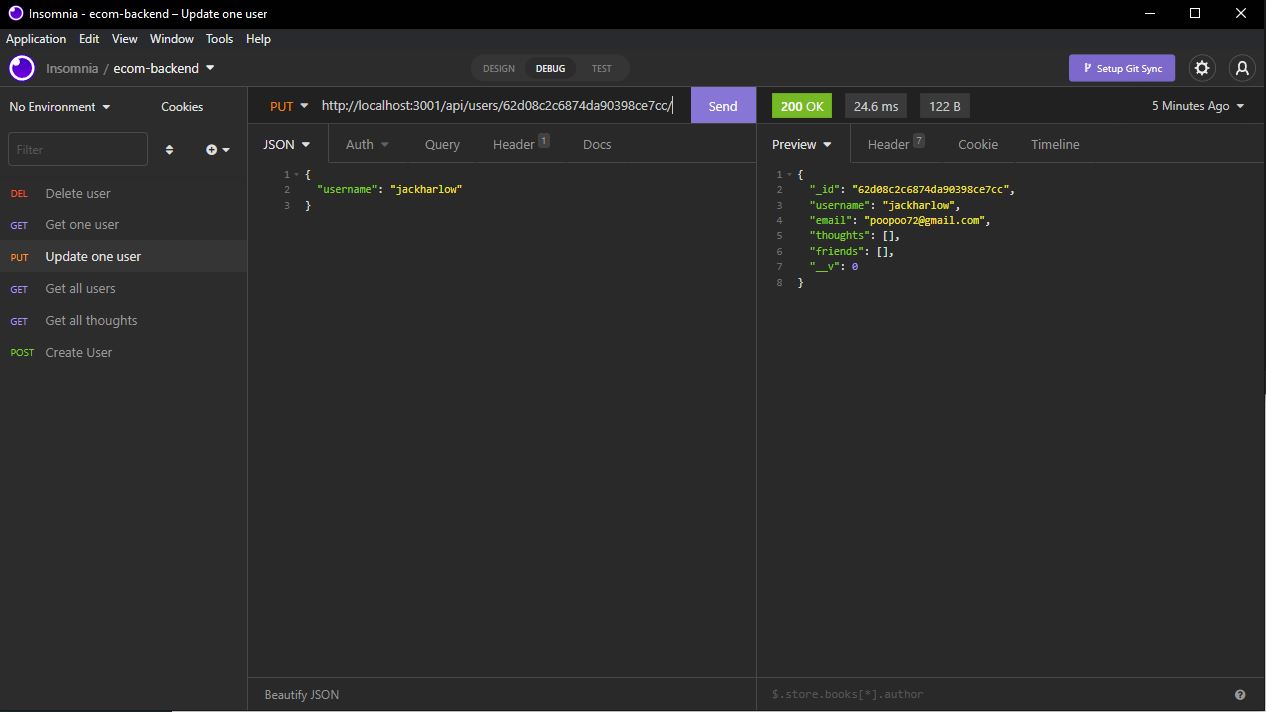 Insomnia - ecom-backend – Update one user
Application Edit View Window Tools Help
Insomnia / ecom-backend
DESIGN DEBUG TEST
Setup Git Sync
No Environment Cookies
PUT http://localhost:3001/api/users/62d08c2c6874da90398ce7cc/ Send
200 OK 24.6 ms 122 B 5 Minutes Ago
Filter
JSON Auth Query Header 1 Docs
Preview Header 7 Cookie Timeline
DEL Delete user
GET Get one user
PUT Update one user
GET Get all users
GET Get all thoughts
POST Create User
1 {
2 "username": "jackharlow"
3 }
1 {
2 "_id": "62d08c2c6874da90398ce7cc",
3 "username": "jackharlow",
4 "email": "poopoo72@gmail.com",
5 "thoughts": [],
6 "friends": [],
7 "__v": 0
8 }
Beautify JSON
$.store.books[*].author
?